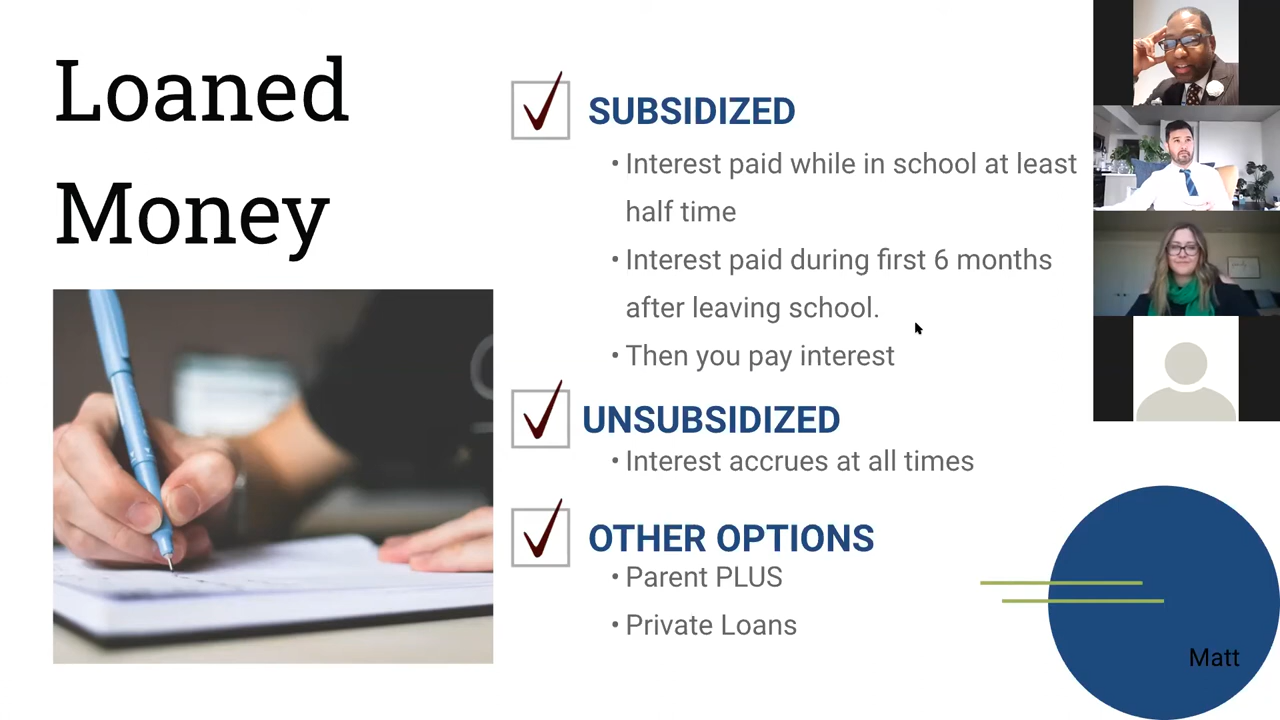 Loaned
Money
SUBSIDIZED
• Interest paid while in school at least
half time
• Interest paid during first 6 months
after leaving school.
• Then you pay interest
UNSUBSIDIZED
• Interest accrues at all times
OTHER OPTIONS
• Parent PLUS
• Private Loans
Matt